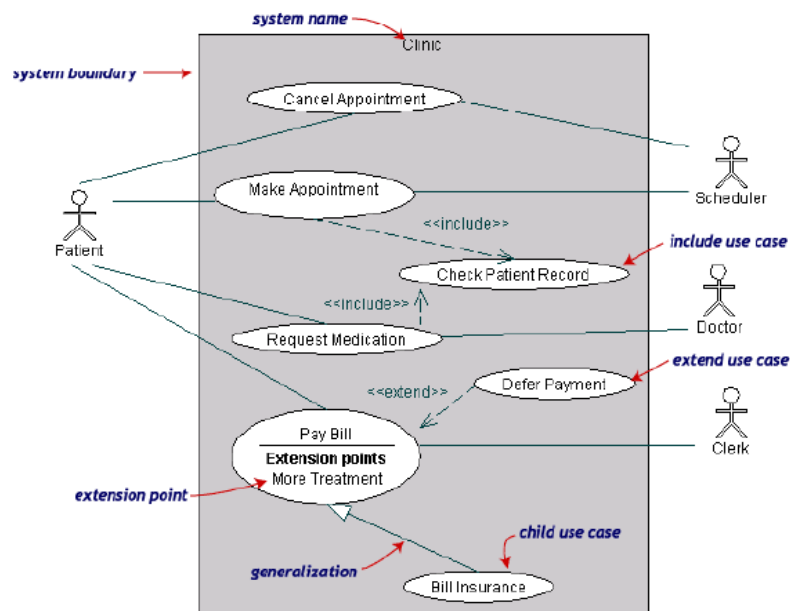 system name
Clinic
system boundary
Cancel Appointment
Scheduler
Make Appointment
Patient
<<include>>
include use case
Check Patient Record
<<include>>
Doctor
Request Medication
extend use case
Defer Payment
<<extend>>
Pay Bill
Clerk
Extension points
More Treatment
extension point
child use case
generalization
Bill Insurance